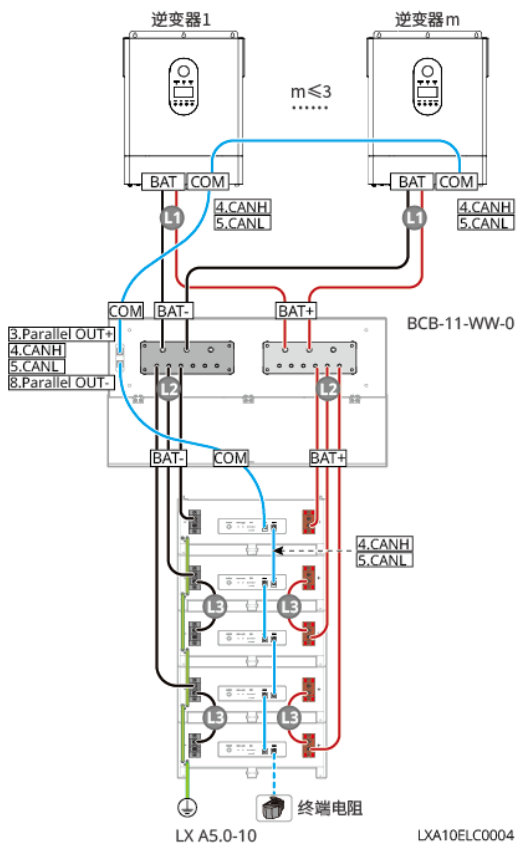 逆变器1
逆变器m
m≤3
······
BAT COM
BAT COM
L1
L1
4.CANH
5.CANL
4.CANH
5.CANL
COM BAT- BAT+
BCB-11-WW-0
3.Parallel OUT+
4.CANH
5.CANL
8.Parallel OUT-
L2
L2
BAT- COM BAT+
4.CANH
5.CANL
L3
L3
L3
L3
终端电阻
LX A5.0-10
LXA10ELC0004